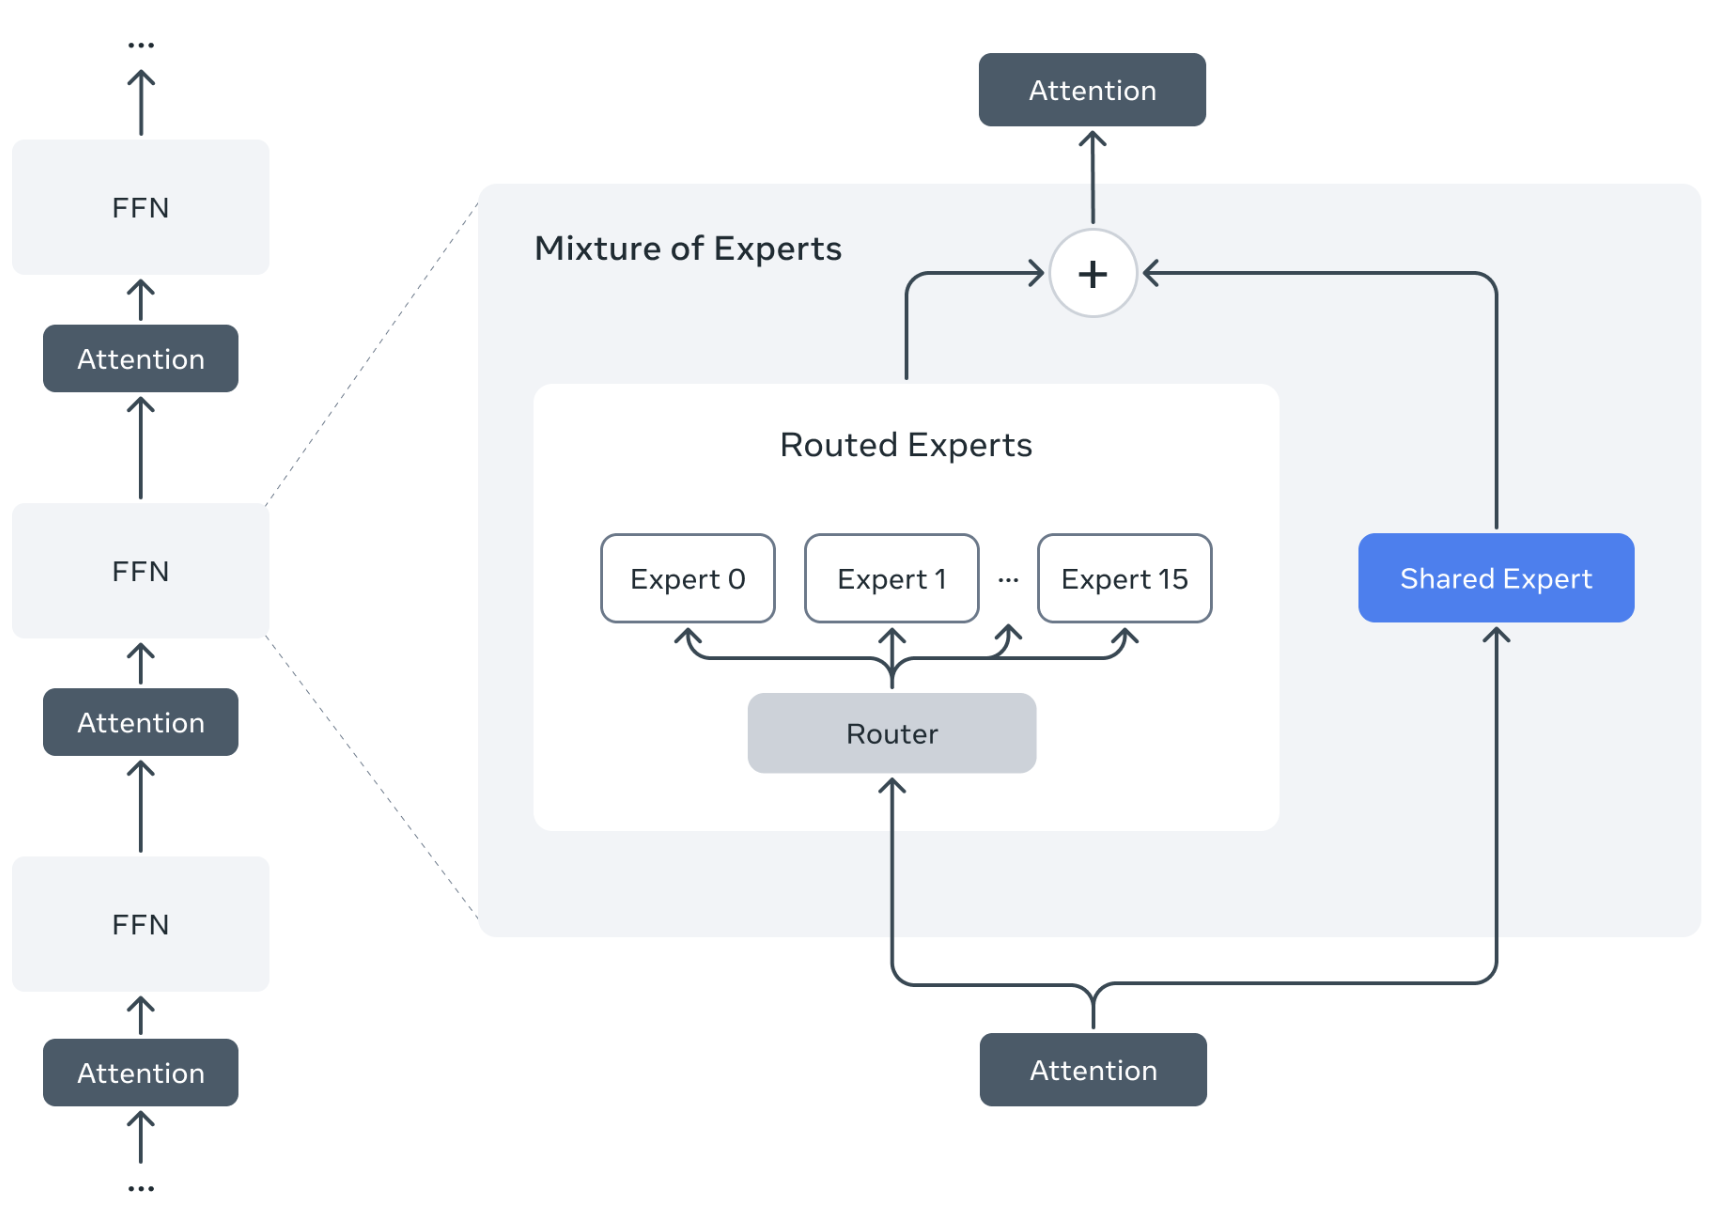 ...
FFN
Attention
FFN
Attention
FFN
Attention
...
Attention
+
Mixture of Experts
Routed Experts
Expert 0
Expert 1
...
Expert 15
Shared Expert
Router
Attention